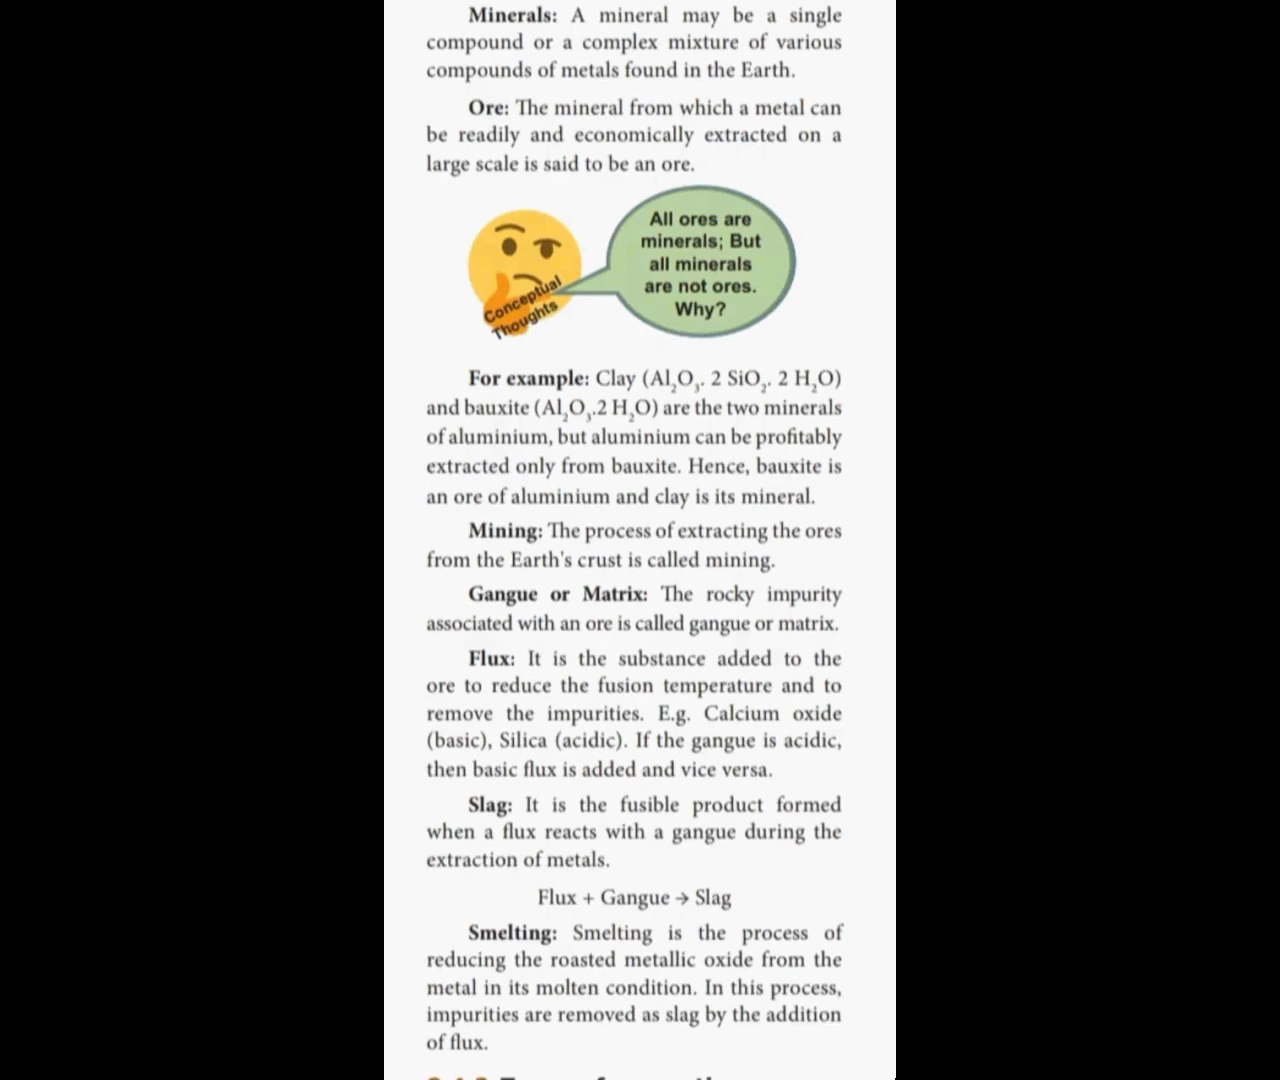 Minerals: A mineral may be a single
compound or a complex mixture of various
compounds of metals found in the Earth.
Ore: The mineral from which a metal can
be readily and economically extracted on a
large scale is said to be an ore.
Conceptual
Thoughts
All ores are
minerals; But
all minerals
are not ores.
Why?
For example: Clay (Al₂O₃. 2 SiO₂. 2 H₂O)
and bauxite (Al₂O₃.2 H₂O) are the two minerals
of aluminium, but aluminium can be profitably
extracted only from bauxite. Hence, bauxite is
an ore of aluminium and clay is its mineral.
Mining: The process of extracting the ores
from the Earth's crust is called mining.
Gangue or Matrix: The rocky impurity
associated with an ore is called gangue or matrix.
Flux: It is the substance added to the
ore to reduce the fusion temperature and to
remove the impurities. E.g. Calcium oxide
(basic), Silica (acidic). If the gangue is acidic,
then basic flux is added and vice versa.
Slag: It is the fusible product formed
when a flux reacts with a gangue during the
extraction of metals.
Flux + Gangue → Slag
Smelting: Smelting is the process of
reducing the roasted metallic oxide from the
metal in its molten condition. In this process,
impurities are removed as slag by the addition
of flux.